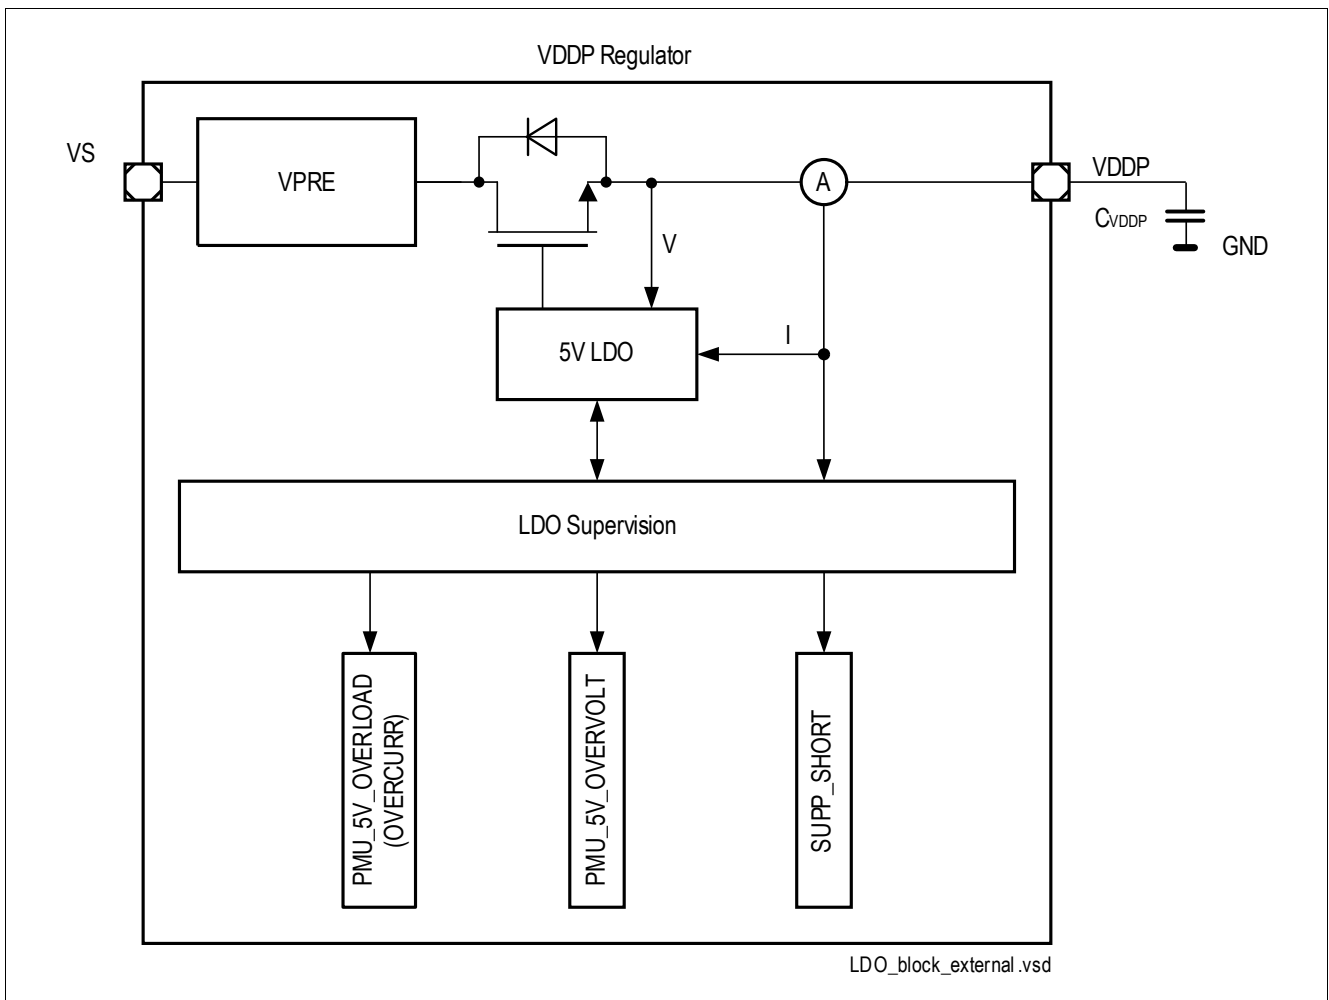 VDDP Regulator
VS
VPRE
A
VDDP
CVDDP
GND
V
I
5V LDO
LDO Supervision
PMU_5V_OVERLOAD
(OVERCURR)
PMU_5V_OVERVOLT
SUPP_SHORT
LDO_block_external.vsd